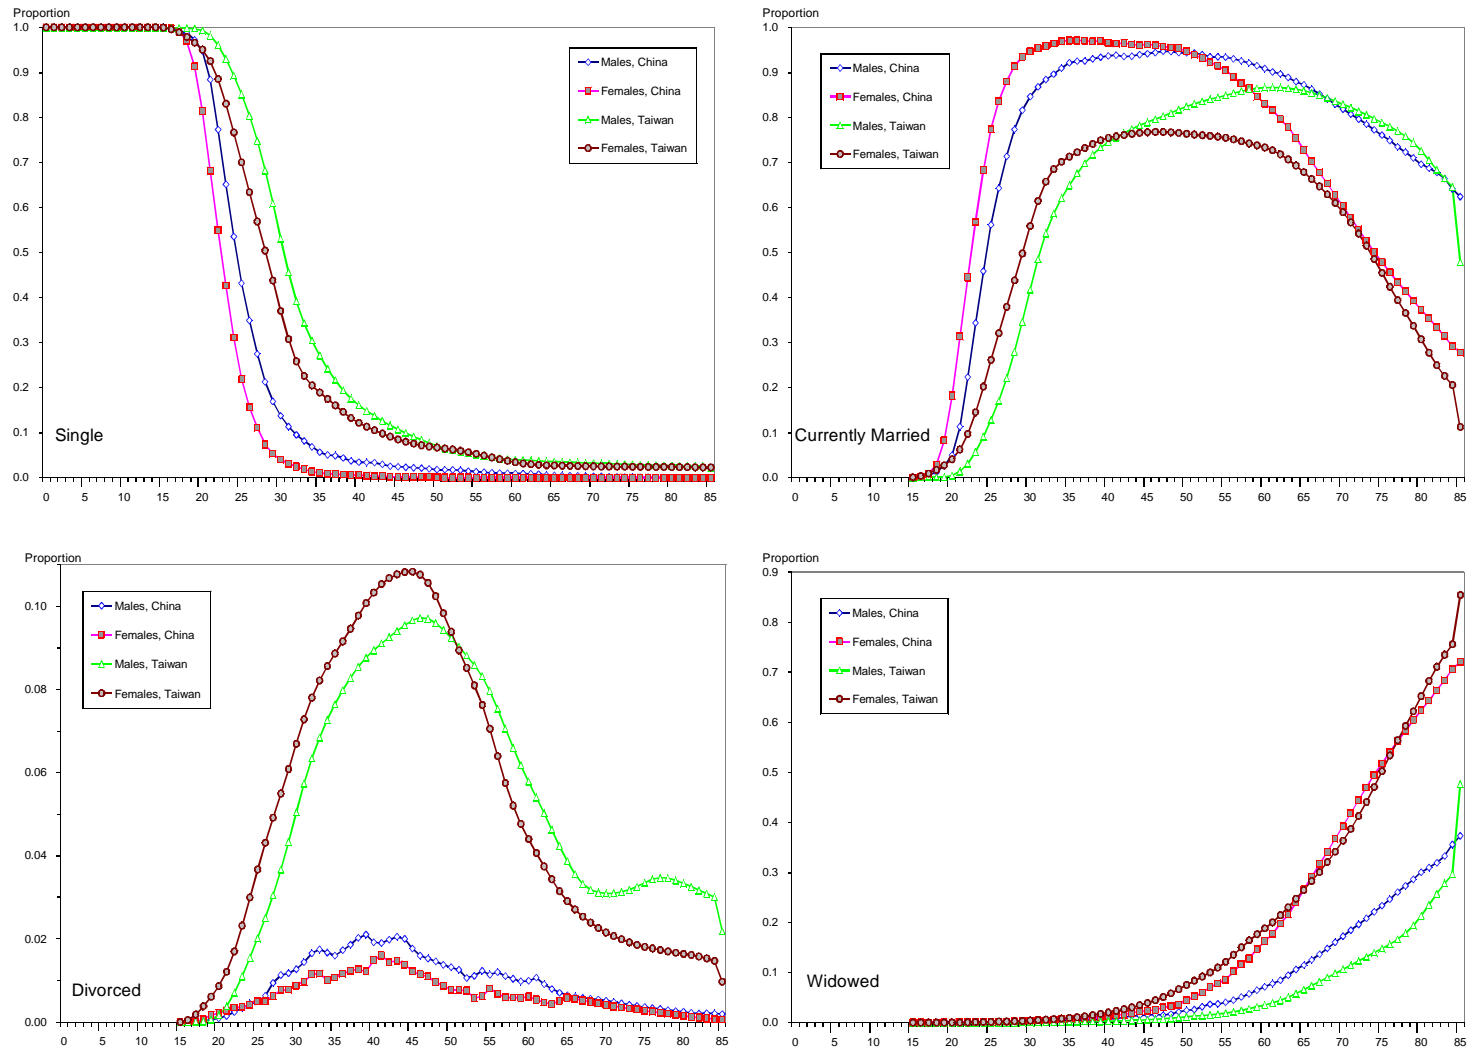 Proportion
1.0
0.9
0.8
0.7
0.6
0.5
0.4
0.3
0.2
0.1
0.0
Males, China
Females, China
Males, Taiwan
Females, Taiwan
Single
0 5 10 15 20 25 30 35 40 45 50 55 60 65 70 75 80 85
Proportion
1.0
0.9
0.8
0.7
0.6
0.5
0.4
0.3
0.2
0.1
0.0
Males, China
Females, China
Males, Taiwan
Females, Taiwan
Currently Married
0 5 10 15 20 25 30 35 40 45 50 55 60 65 70 75 80 85
Proportion
0.10
0.08
0.06
0.04
0.02
0.00
Males, China
Females, China
Males, Taiwan
Females, Taiwan
Divorced
0 5 10 15 20 25 30 35 40 45 50 55 60 65 70 75 80 85
Proportion
0.9
0.8
0.7
0.6
0.5
0.4
0.3
0.2
0.1
0.0
Males, China
Females, China
Males, Taiwan
Females, Taiwan
Widowed
0 5 10 15 20 25 30 35 40 45 50 55 60 65 70 75 80 85